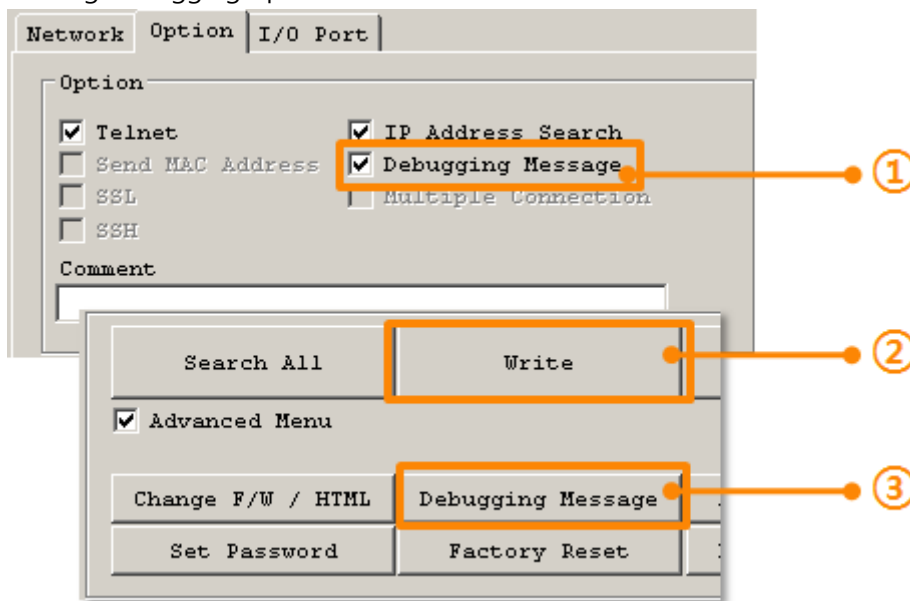 Network Option I/O Port
Option
Telnet IP Address Search
Send MAC Address Debugging Message
SSL Multiple Connection
SSH
Comment
Search All Write
Advanced Menu
Change F/W / HTML Debugging Message
Set Password Factory Reset
①
②
③